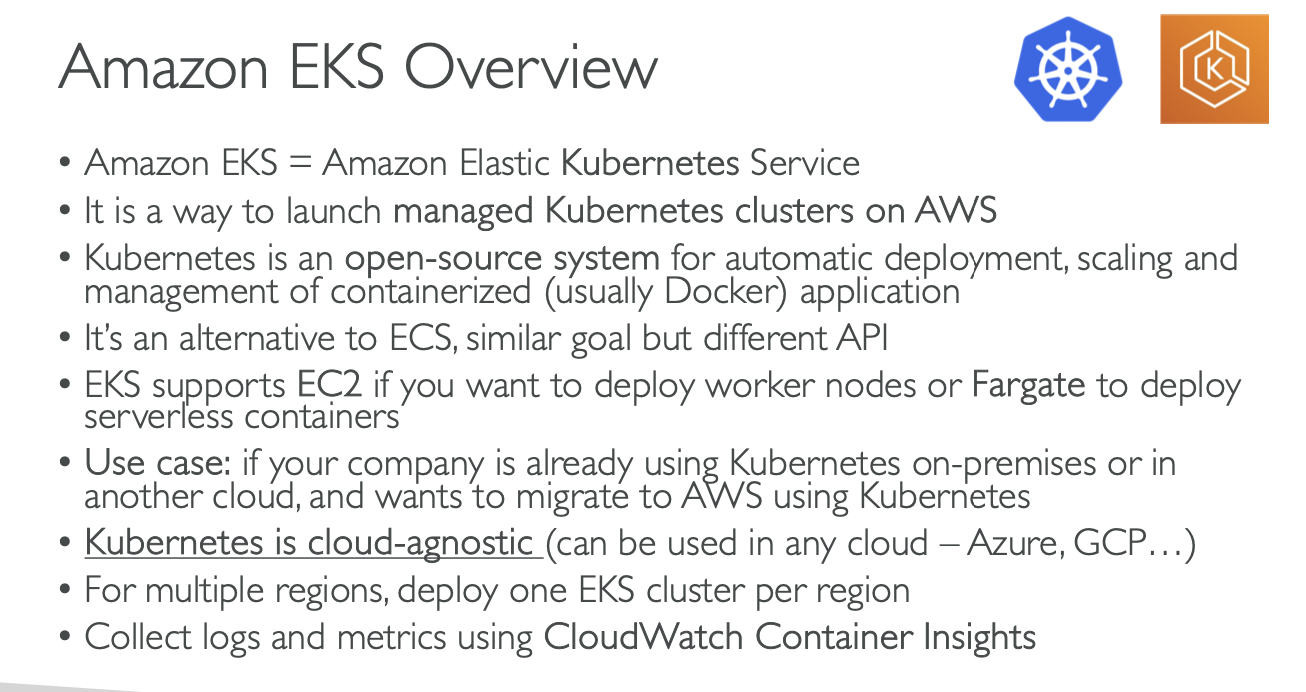 Amazon EKS Overview
K
• Amazon EKS = Amazon Elastic Kubernetes Service
• It is a way to launch managed Kubernetes clusters on AWS
• Kubernetes is an open-source system for automatic deployment, scaling and
management of containerized (usually Docker) application
• It's an alternative to ECS, similar goal but different API
• EKS supports EC2 if you want to deploy worker nodes or Fargate to deploy
serverless containers
• Use case: if your company is already using Kubernetes on-premises or in
another cloud, and wants to migrate to AWS using Kubernetes
• Kubernetes is cloud-agnostic (can be used in any cloud – Azure, GCP…)
• For multiple regions, deploy one EKS cluster per region
• Collect logs and metrics using CloudWatch Container Insights